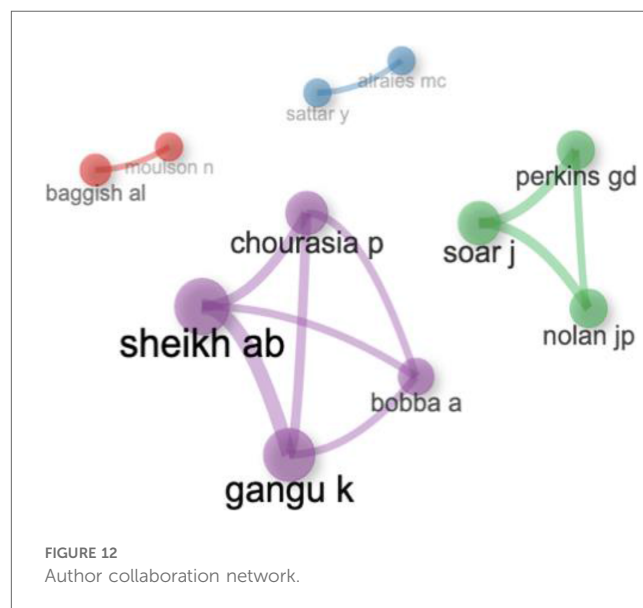 alraies mc
sattar y
moulson n
baggish al
perkins gd
chourasia p
soar j
sheikh ab
nolan jp
bobba a
gangu k
FIGURE 12
Author collaboration network.